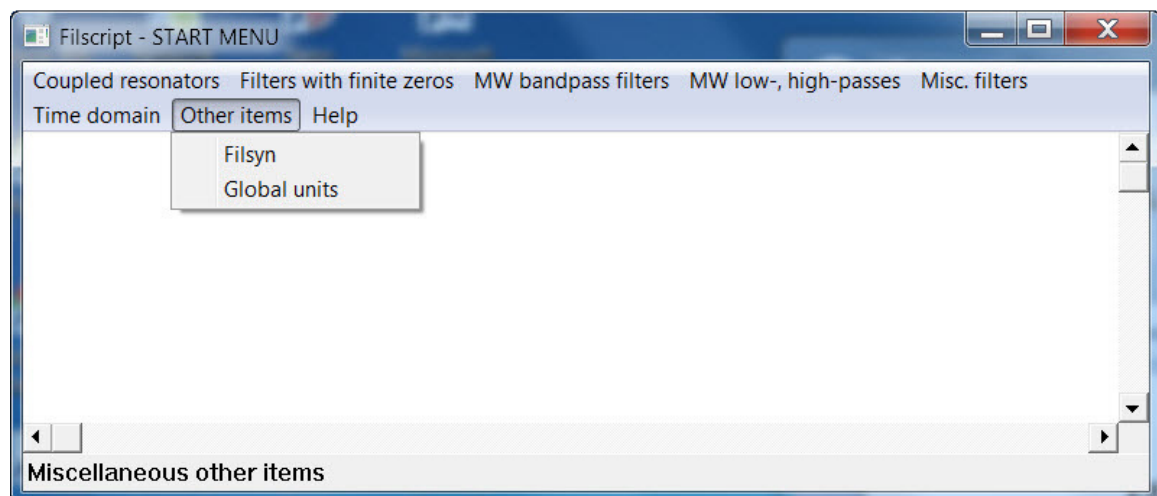 Filscript - START MENU
Coupled resonators Filters with finite zeros MW bandpass filters MW low-, high-passes Misc. filters
Time domain Other items Help
Filsyn
Global units
Miscellaneous other items